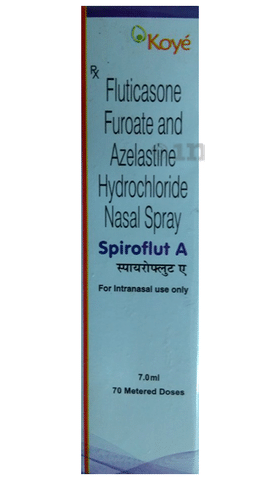 Koyé
Rx
Fluticasone
Furoate and
Azelastine
Hydrochloride
Nasal Spray
Spiroflut A
स्पायरोफ्लुट ए
For Intranasal use only
7.0ml
70 Metered Doses